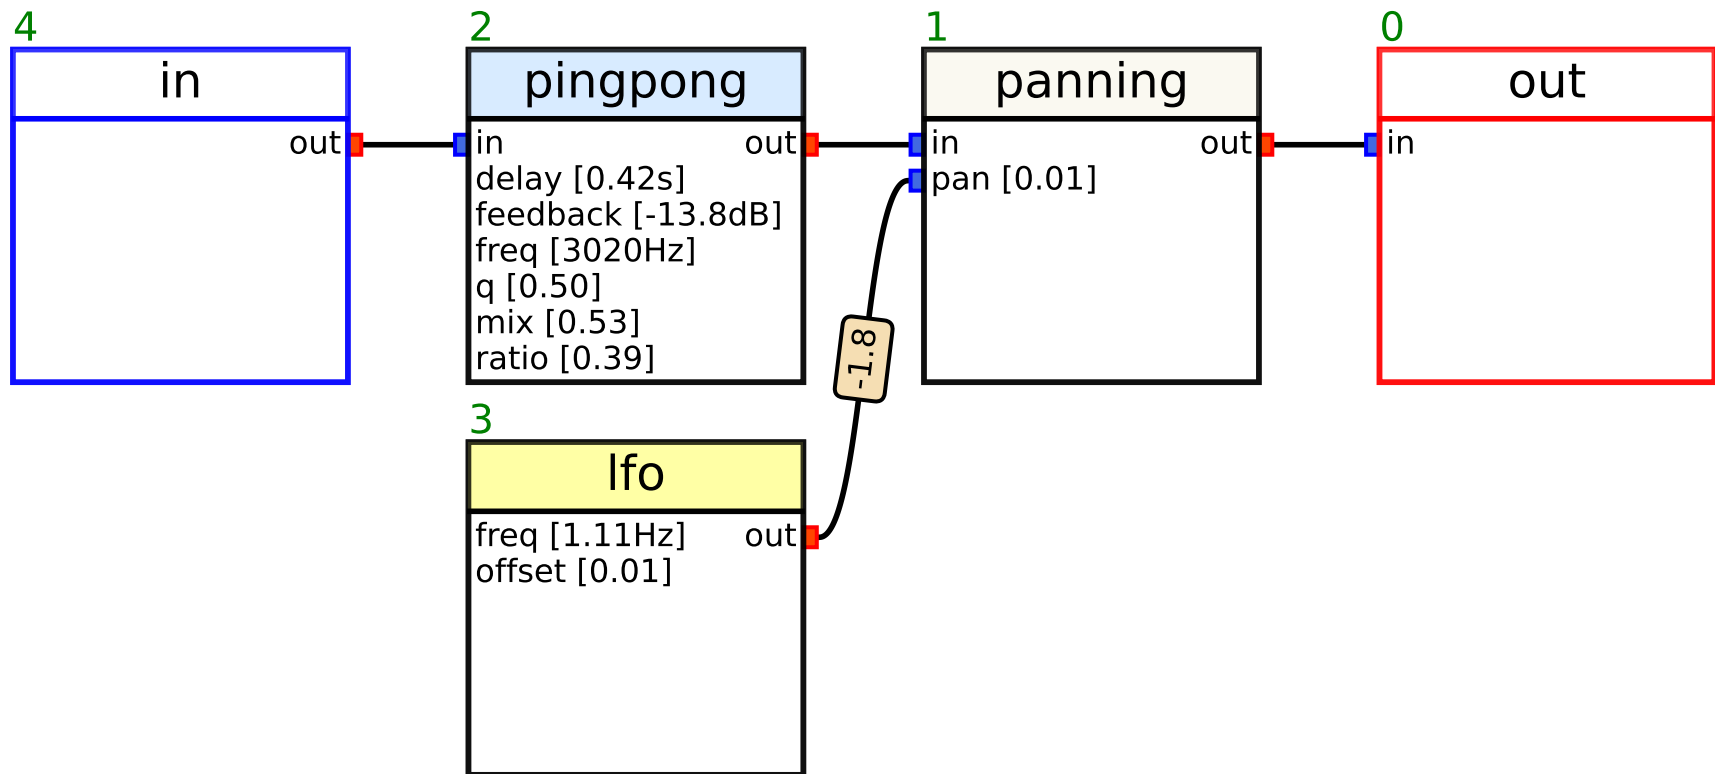 4
in
out
2
pingpong
in out
delay [0.42s]
feedback [-13.8dB]
freq [3020Hz]
q [0.50]
mix [0.53]
ratio [0.39]
1
panning
in out
pan [0.01]
0
out
in
-1.8
3
lfo
freq [1.11Hz] out
offset [0.01]